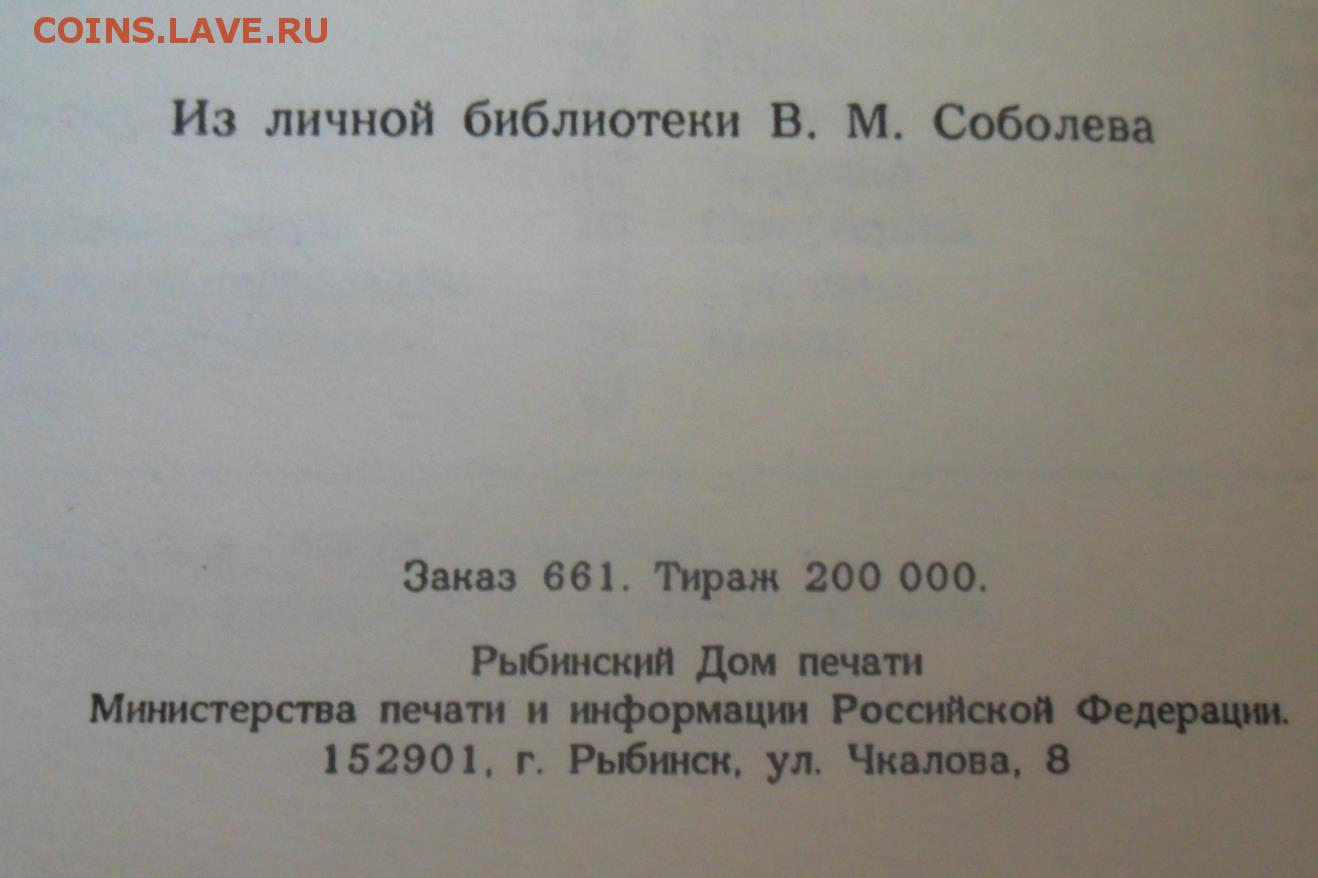 COINS.LAVE.RU
Из личной библиотеки В. М. Соболева
Заказ 661. Тираж 200 000.
Рыбинский Дом печати
Министерства печати и информации Российской Федерации.
152901, г. Рыбинск, ул. Чкалова, 8